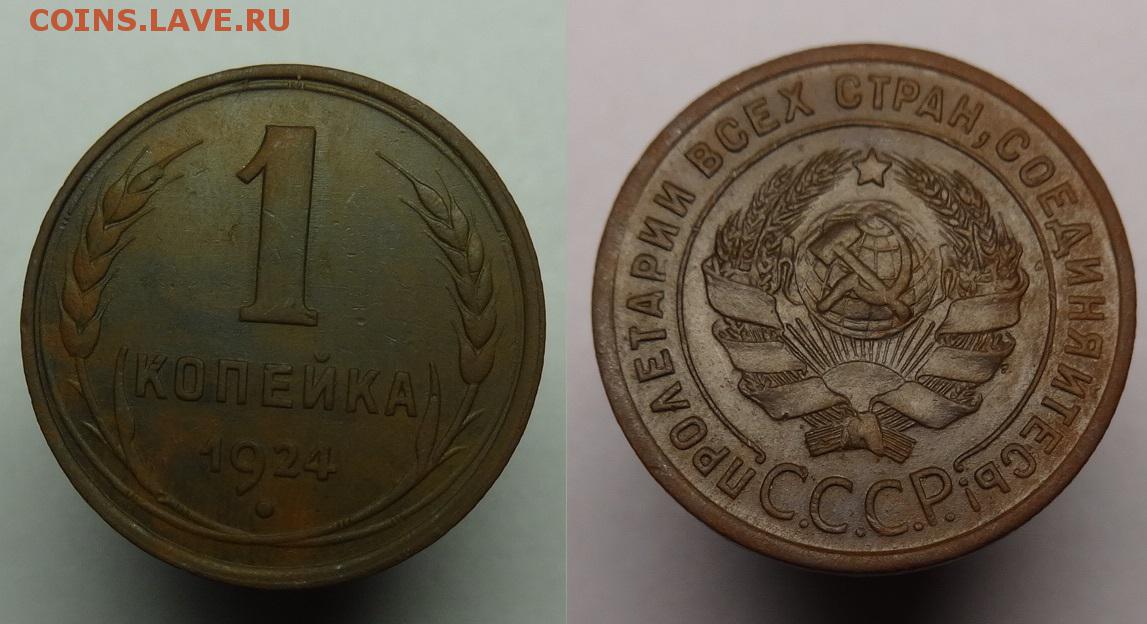 COINS.LAVE.RU
1
КОПЕЙКА
1924
ПРОЛЕТАРИИ ВСЕХ СТРАН, СОЕДИНЯЙТЕСЬ!
С.С.С.Р.